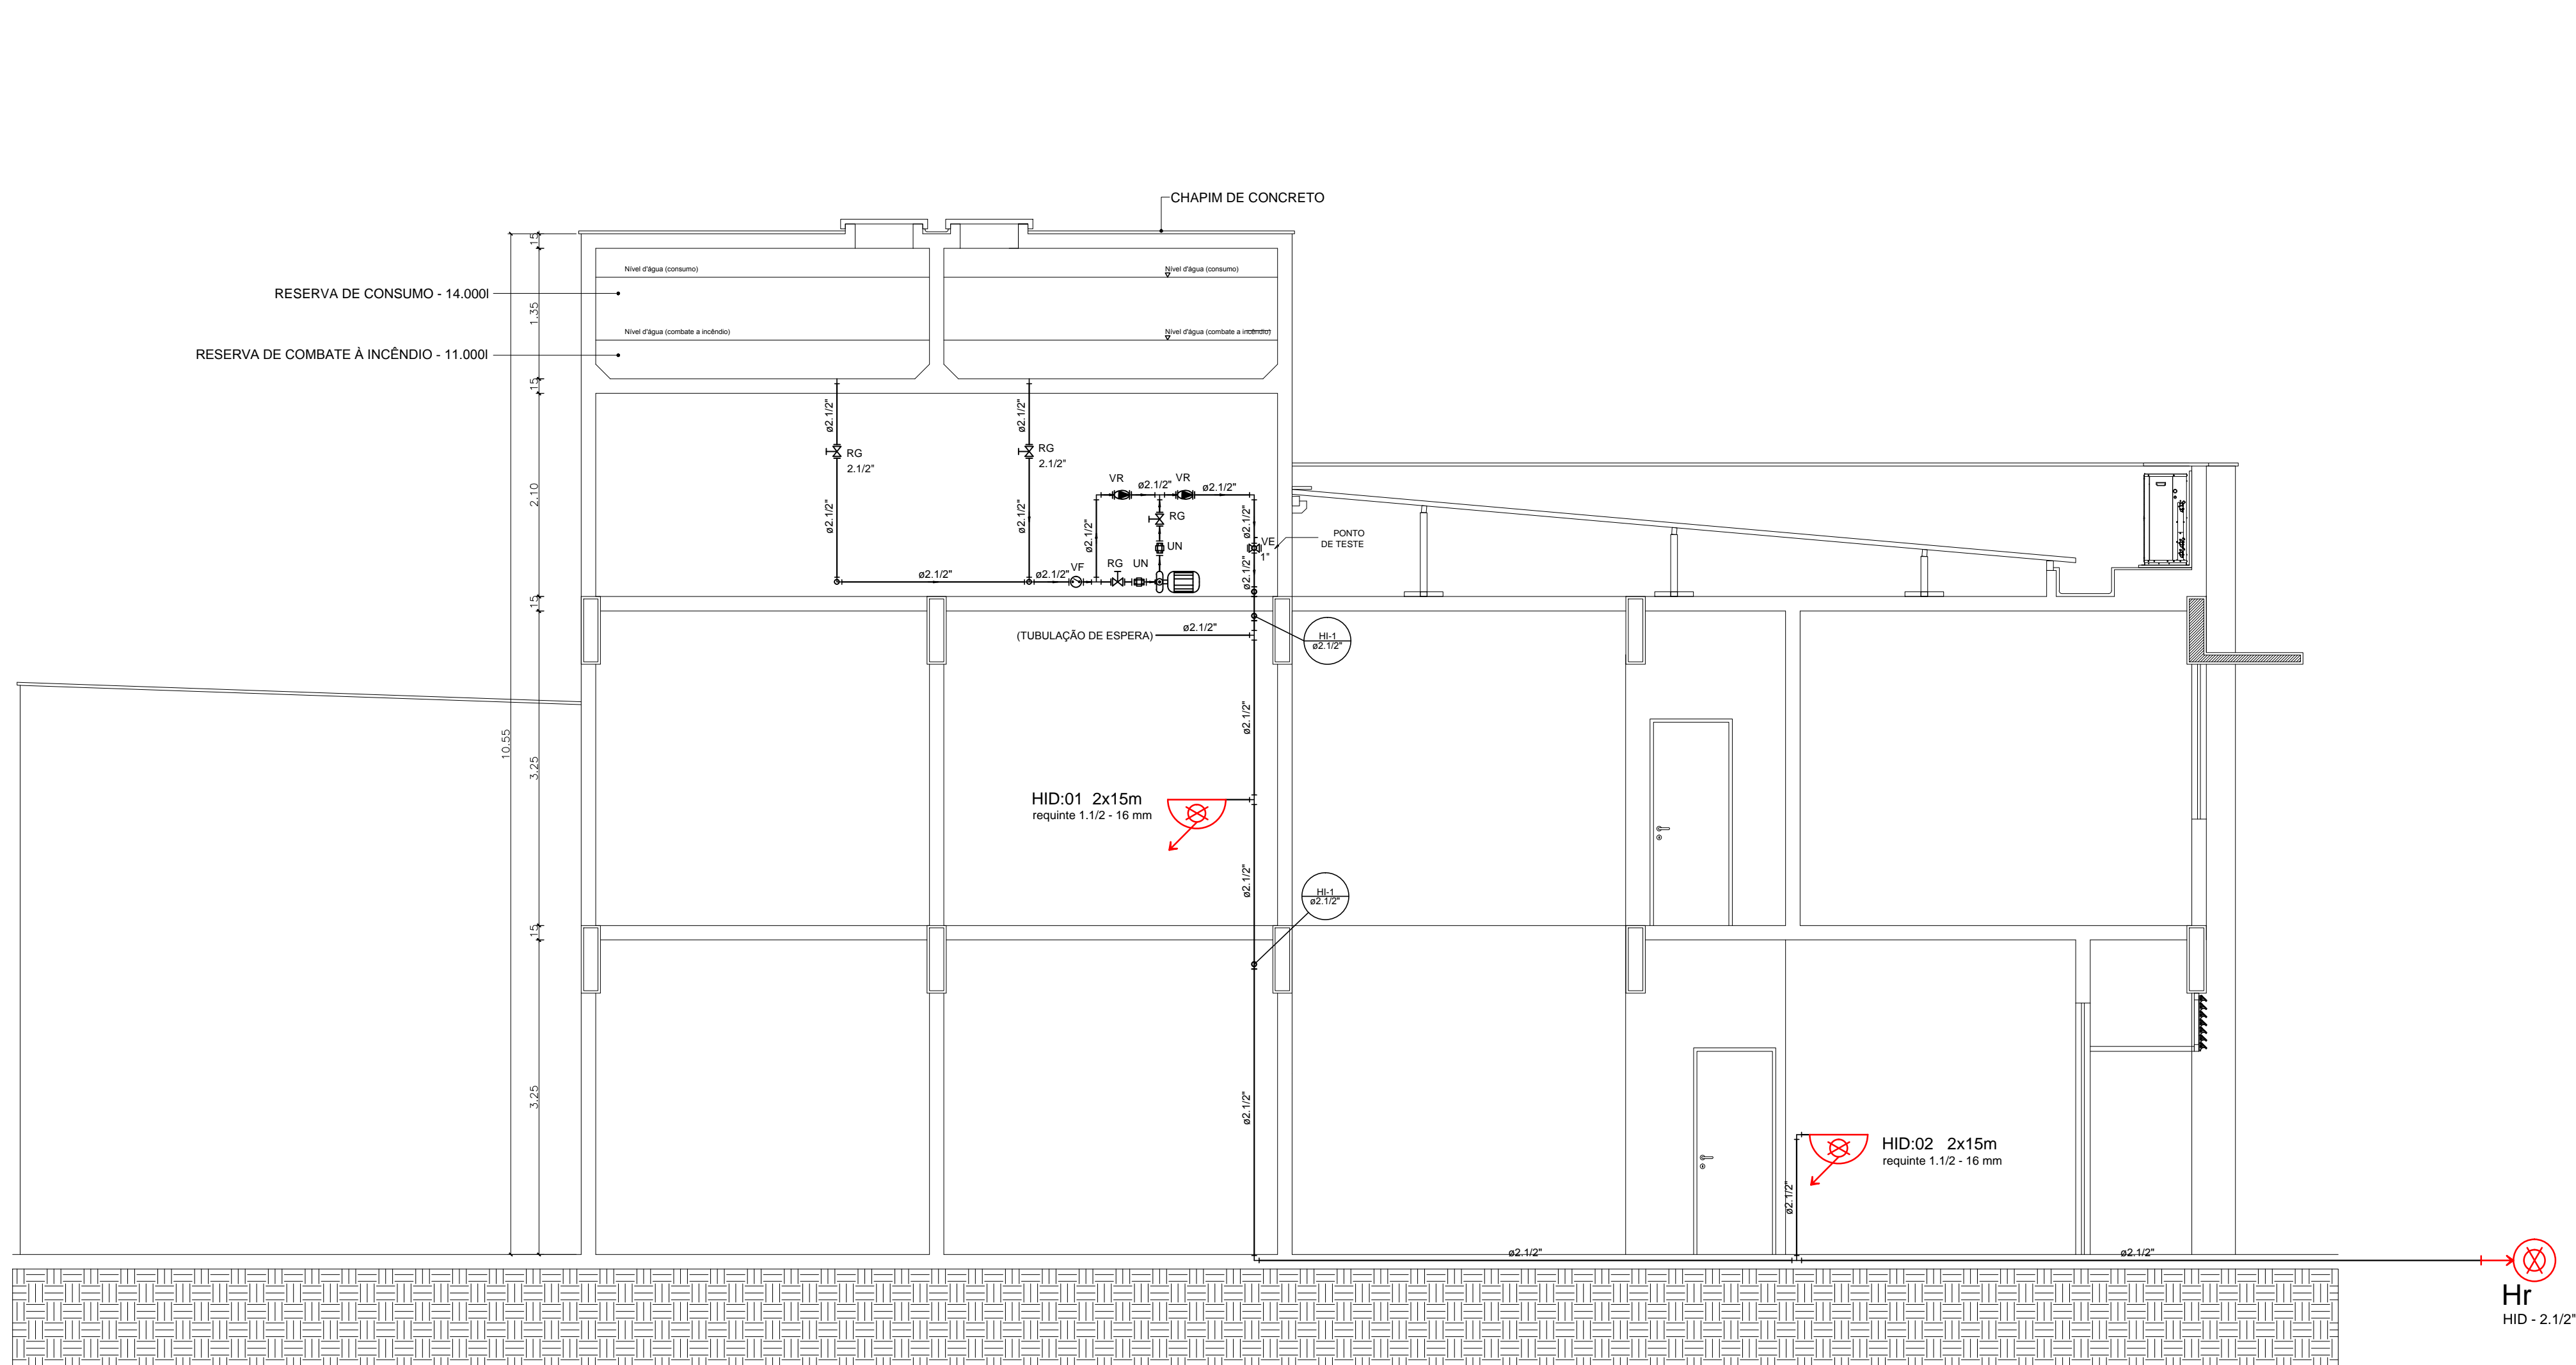 CHAPIM DE CONCRETO
15
Nível d'água (consumo)
Nível d'água (consumo)
RESERVA DE CONSUMO - 14.000l
1.35
Nível d'água (combate a incêndio)
Nível d'água (combate a incêndio)
RESERVA DE COMBATE À INCÊNDIO - 11.000l
15
ø2.1/2"
ø2.1/2"
RG
2.1/2"
RG
2.1/2"
2.10
VR
ø2.1/2"
VR
ø2.1/2"
ø2.1/2"
ø2.1/2"
ø2.1/2"
RG
ø2.1/2"
UN
VE
1"
PONTO
DE TESTE
ø2.1/2"
ø2.1/2"
ø2.1/2"
VF
RG
UN
15
(TUBULAÇÃO DE ESPERA)
ø2.1/2"
HI-1
ø2.1/2"
ø2.1/2"
10.55
3.25
HID:01 2x15m
requinte 1.1/2 - 16 mm
ø2.1/2"
HI-1
ø2.1/2"
15
3.25
ø2.1/2"
HID:02 2x15m
requinte 1.1/2 - 16 mm
ø2.1/2"
ø2.1/2"
ø2.1/2"
Hr
HID - 2.1/2"